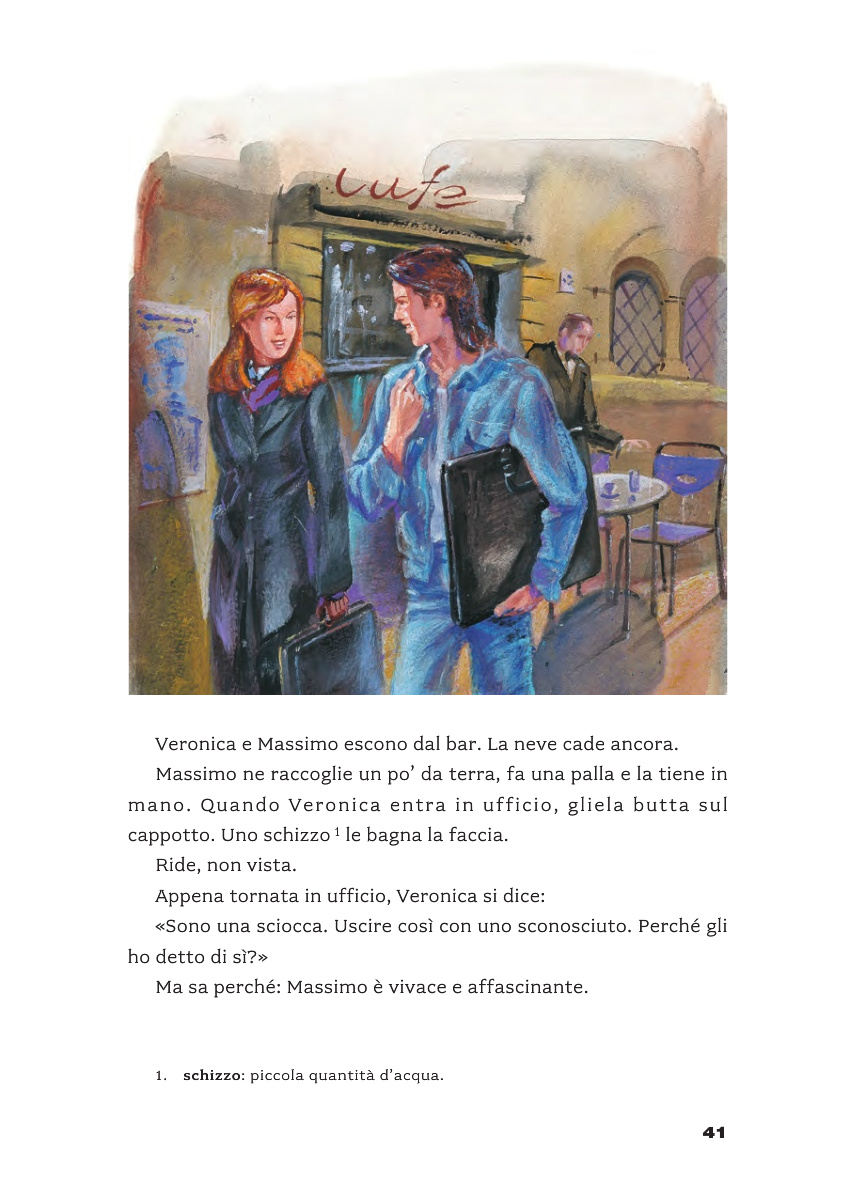 cafe
Veronica e Massimo escono dal bar. La neve cade ancora.
Massimo ne raccoglie un po’ da terra, fa una palla e la tiene in
mano. Quando Veronica entra in ufficio, gliela butta sul
cappotto. Uno schizzo 1 le bagna la faccia.
Ride, non vista.
Appena tornata in ufficio, Veronica si dice:
«Sono una sciocca. Uscire così con uno sconosciuto. Perché gli
ho detto di sì?»
Ma sa perché: Massimo è vivace e affascinante.
1. schizzo: piccola quantità d’acqua.
41